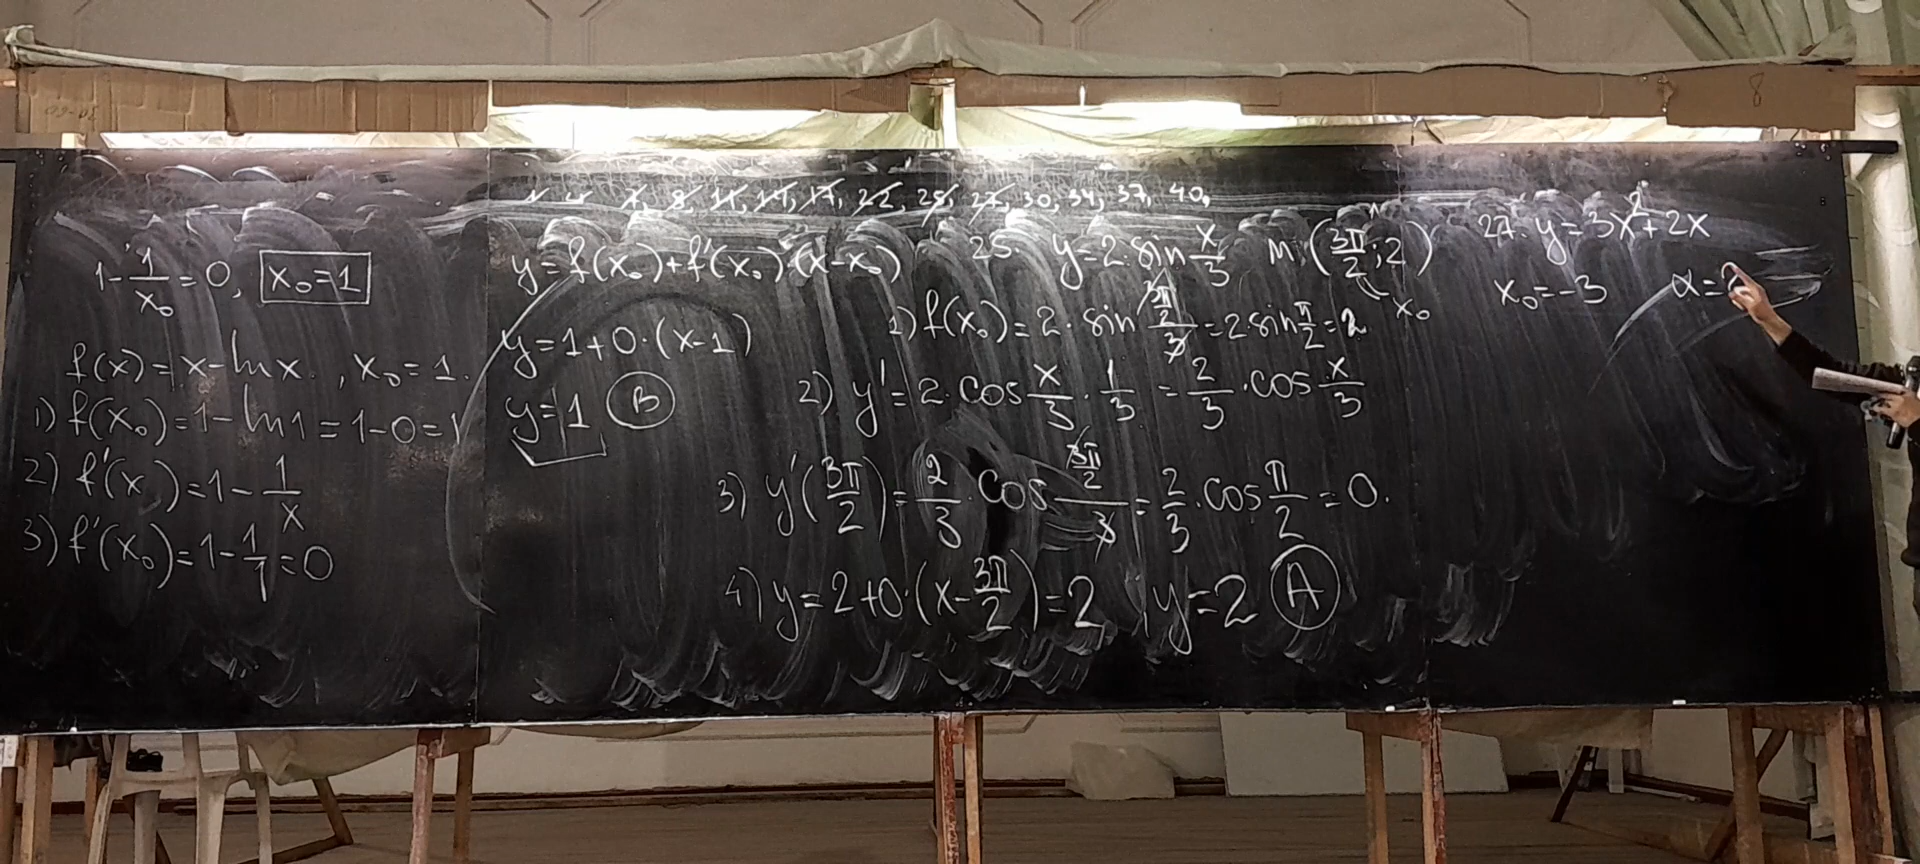 1, 4, 7, 8, 11, 14, 17, 22, 25, 27, 30, 34, 37, 40,
1-1/x₀=0, x₀=1
f(x)=x-lnx, x₀=1.
1) f(x₀)=1-ln1=1-0=1
2) f'(x)=1-1/x
3) f'(x₀)=1-1/1=0
y=f(x₀)+f'(x₀)·(x-x₀)
y=1+0·(x-1)
y=1 B
25. y=2·sin x/3 M(3π/2;2)
x₀
1) f(x₀)=2·sin (3π/2)/3=2·sin π/2=2
2) y'=2·cos x/3·1/3=2/3·cos x/3
3) y'(3π/2)=2/3·cos (3π/2)/3=2/3·cos π/2=0.
4) y=2+0·(x-3π/2)=2, y=2 A
27. y=3x²+2x
x₀=-3 α=